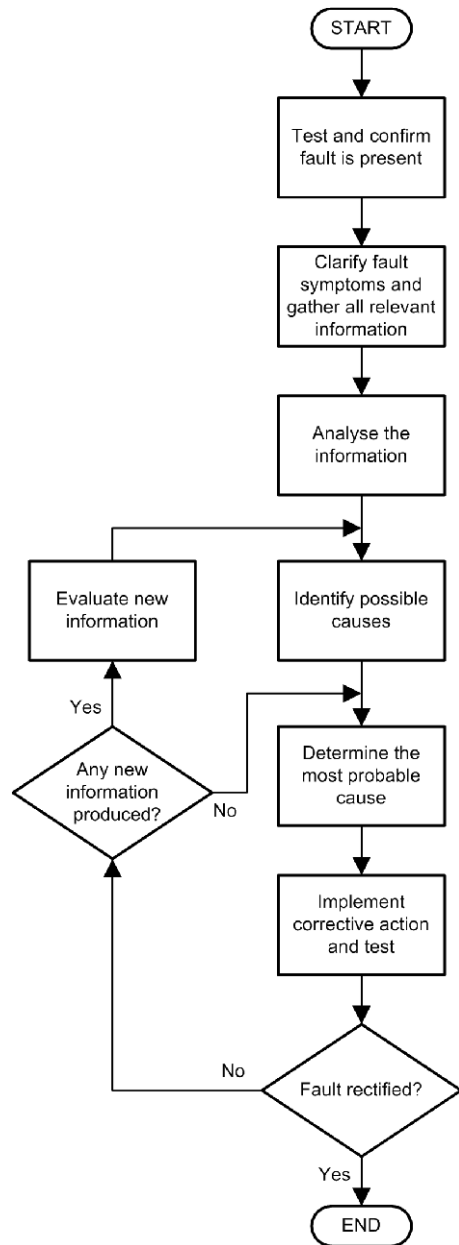 START
Test and confirm
fault is present
Clarify fault
symptoms and
gather all relevant
information
Analyse the
information
Evaluate new
information
Identify possible
causes
Yes
Any new
information
produced?
No
Determine the
most probable
cause
Implement
corrective action
and test
No
Fault rectified?
Yes
END